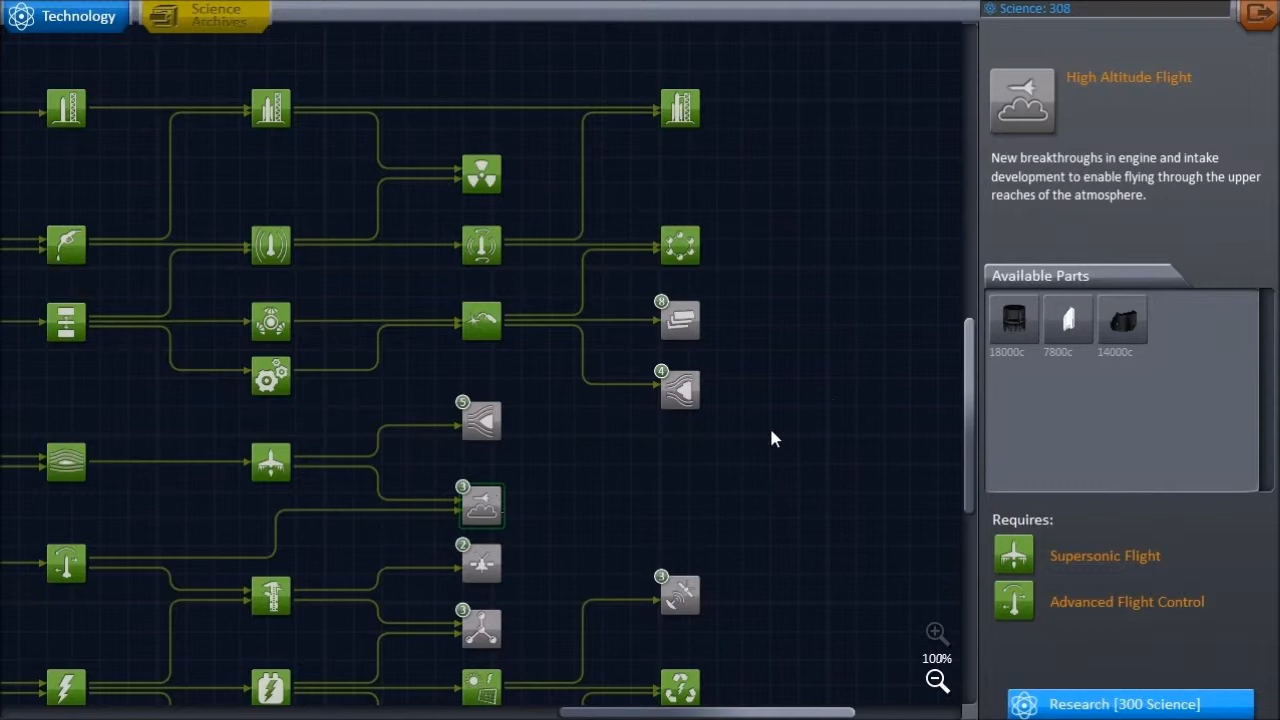 Technology
Science
Archives
Science: 308
High Altitude Flight
New breakthroughs in engine and intake
development to enable flying through the upper
reaches of the atmosphere.
Available Parts
18000c 7800c 14000c
8
4
5
3
2
3
3
Requires:
Supersonic Flight
Advanced Flight Control
100%
Research [300 Science]